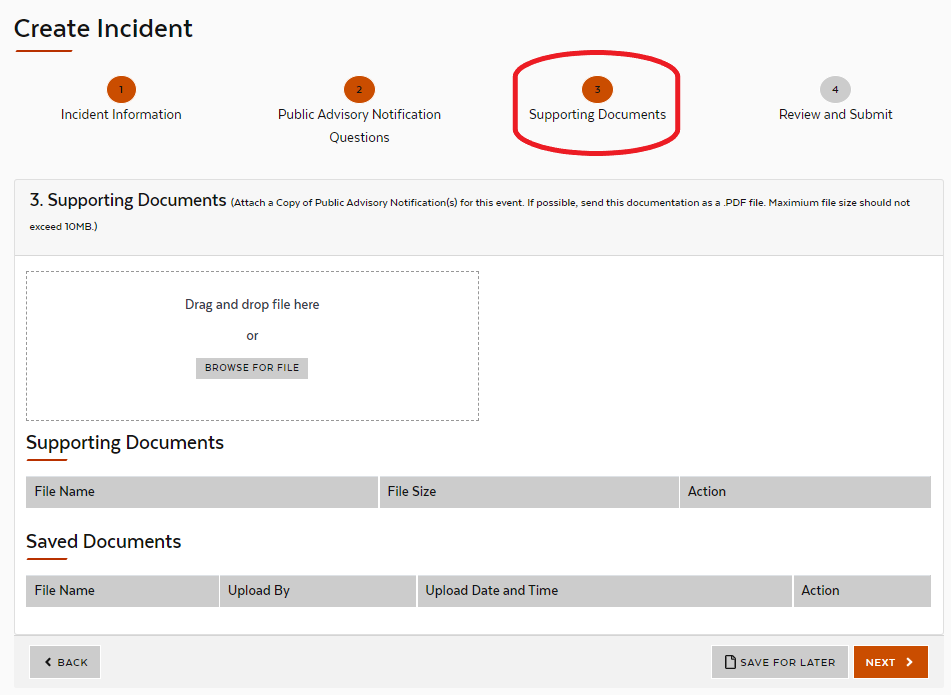 Create Incident
1
2
3
4
Incident Information
Public Advisory Notification
Questions
Supporting Documents
Review and Submit
3. Supporting Documents (Attach a Copy of Public Advisory Notification(s) for this event. If possible, send this documentation as a .PDF file. Maximium file size should not
exceed 10MB.)
Drag and drop file here
or
BROWSE FOR FILE
Supporting Documents
File Name File Size Action
Saved Documents
File Name Upload By Upload Date and Time Action
BACK SAVE FOR LATER NEXT